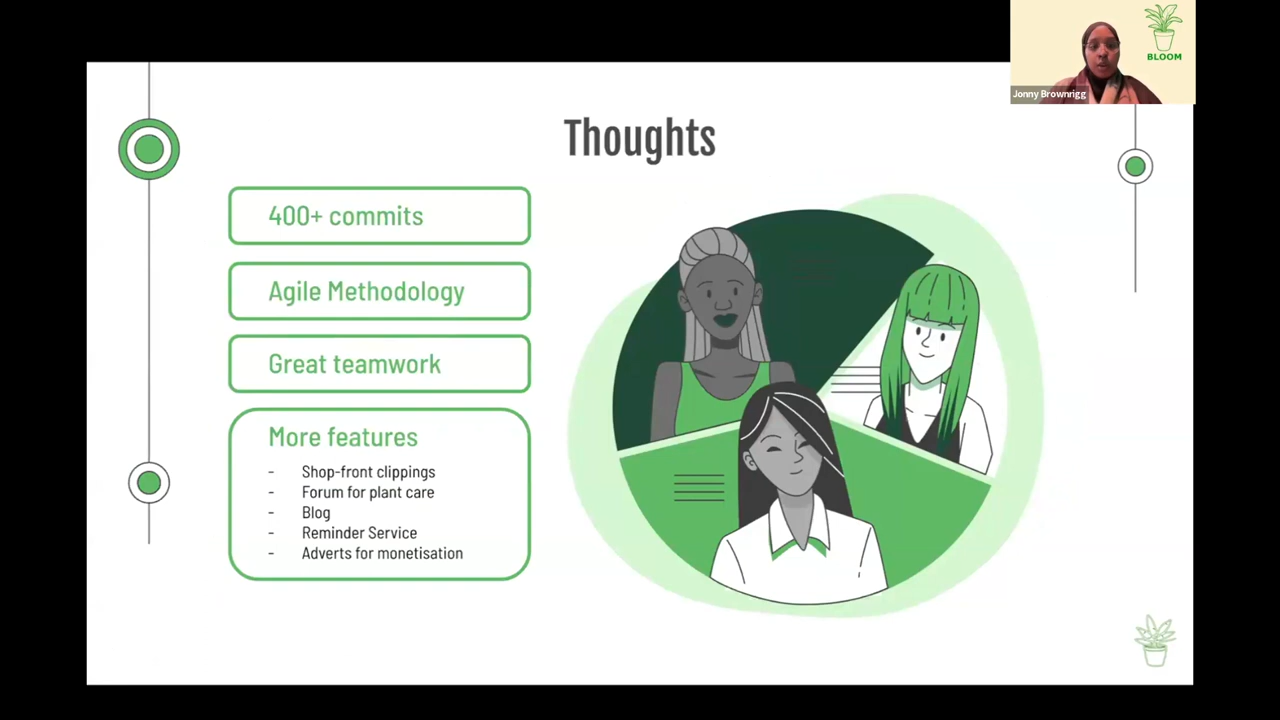 BLOOM
Jonny Brownrigg
Thoughts
400+ commits
Agile Methodology
Great teamwork
More features
- Shop-front clippings
- Forum for plant care
- Blog
- Reminder Service
- Adverts for monetisation